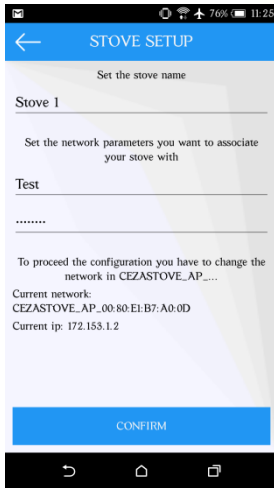 76% 11:25
STOVE SETUP
Set the stove name
Stove 1
Set the network parameters you want to associate
your stove with
Test
........
To proceed the configuration you have to change the
network in CEZASTOVE_AP_...
Current network:
CEZASTOVE_AP_00:80:E1:B7:A0:0D
Current ip: 172.153.1.2
CONFIRM